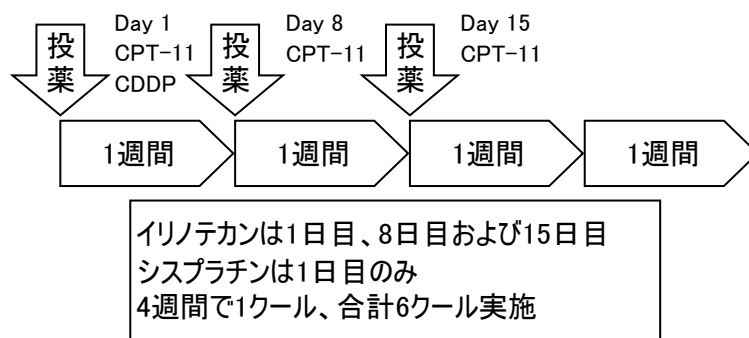 投薬
Day 1
CPT-11
CDDP
投薬
Day 8
CPT-11
投薬
Day 15
CPT-11
1週間
1週間
1週間
1週間
イリノテカンは1日目、8日目および15日目
シスプラチンは1日目のみ
4週間で1クール、合計6クール実施